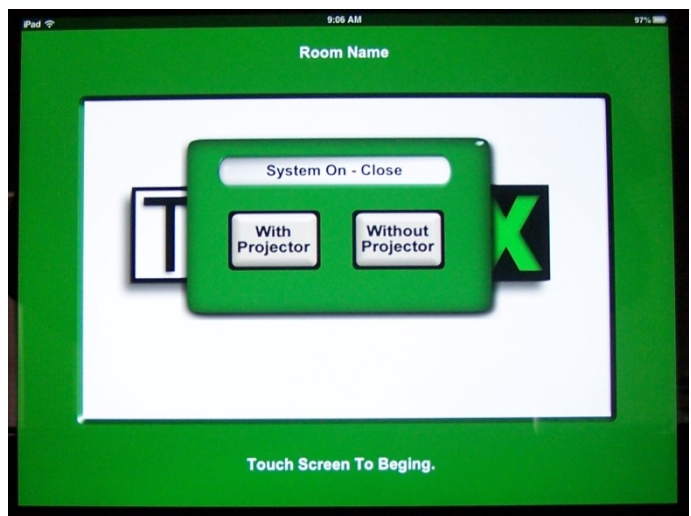 iPad
9:06 AM
97%
Room Name
System On - Close
T
X
With
Projector
Without
Projector
Touch Screen To Beging.